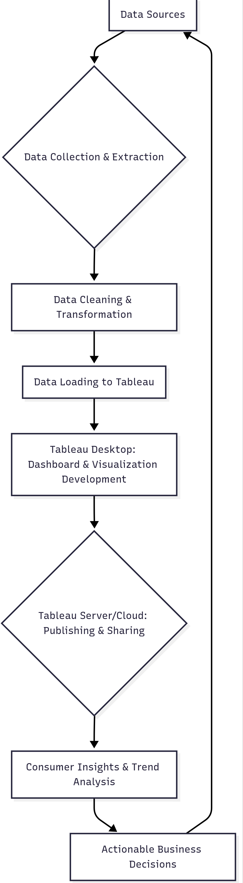 Data Sources
Data Collection & Extraction
Data Cleaning &
Transformation
Data Loading to Tableau
Tableau Desktop:
Dashboard & Visualization
Development
Tableau Server/Cloud:
Publishing & Sharing
Consumer Insights & Trend
Analysis
Actionable Business
Decisions